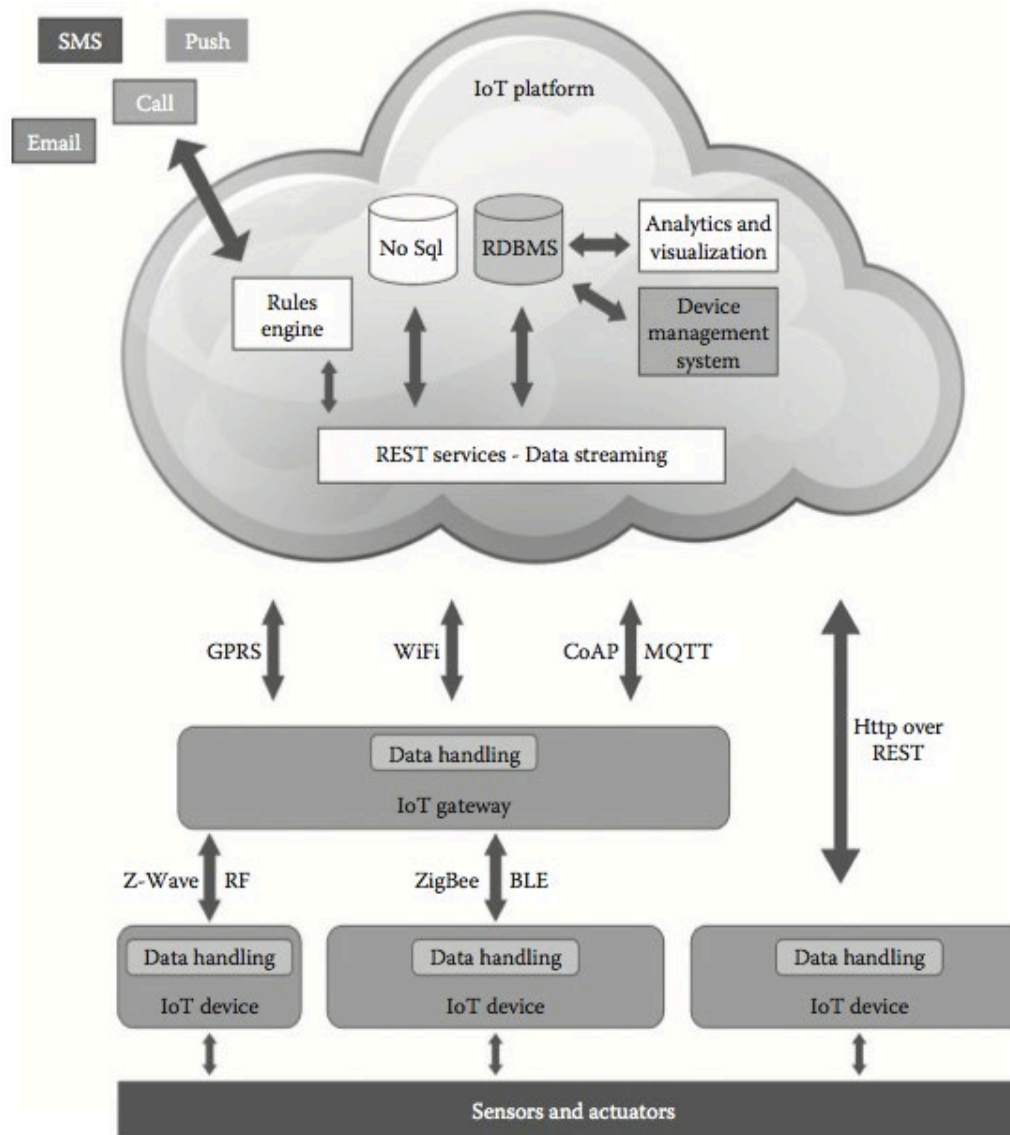 SMS
Push
Call
Email
IoT platform
No Sql
RDBMS
Analytics and
visualization
Rules
engine
Device
management
system
REST services - Data streaming
GPRS
WiFi
CoAP
MQTT
Http over
REST
Data handling
IoT gateway
Z-Wave
RF
ZigBee
BLE
Data handling
IoT device
Data handling
IoT device
Data handling
IoT device
Sensors and actuators